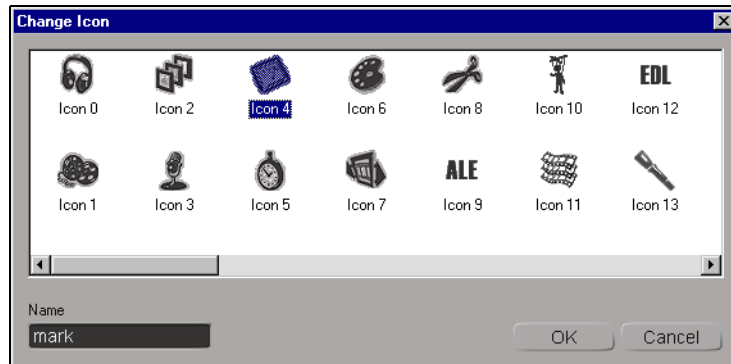 Change Icon
EDL
Icon 0 Icon 2 Icon 4 Icon 6 Icon 8 Icon 10 Icon 12
ALE
Icon 1 Icon 3 Icon 5 Icon 7 Icon 9 Icon 11 Icon 13
Name
mark
OK Cancel